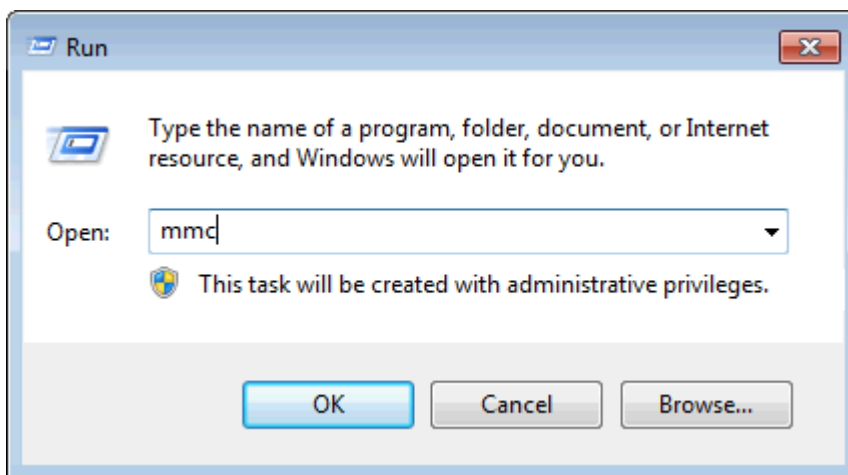 Run
Type the name of a program, folder, document, or Internet
resource, and Windows will open it for you.
Open: mmc
This task will be created with administrative privileges.
OK Cancel Browse...